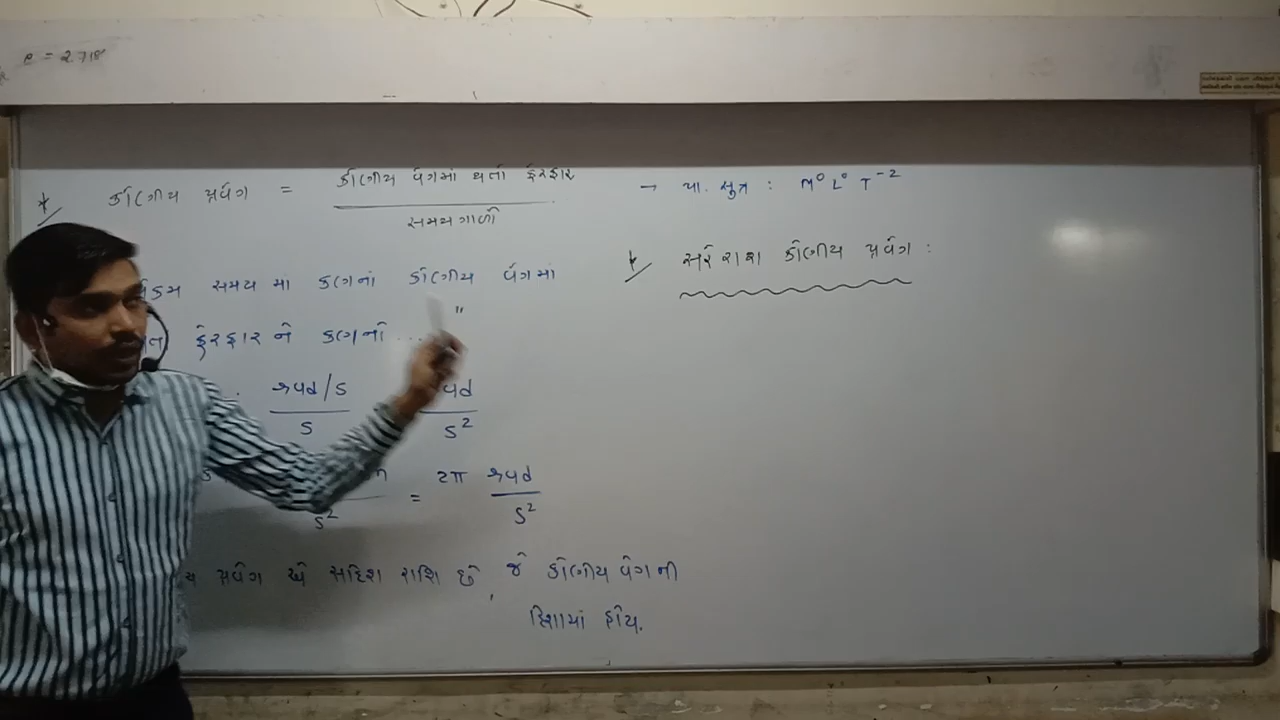 e = 2.718
* કોણીય પ્રવેગ = કોણીય વેગમાં થતો ફેરફાર / સમયગાળો
એકમ સમય માં કણનાં કોણીય વેગમાં
ફેરફાર ને કણનો .... "
રેડ/s / s રેડ / s²
s² = 2π રેડ / s²
પ્રવેગ એ સદિશ રાશિ છે, જે કોણીય વેગ ની
દિશામાં હોય.
→ પા. સુત્ર : M⁰ L⁰ T⁻²
* સરેરાશ કોણીય પ્રવેગ :